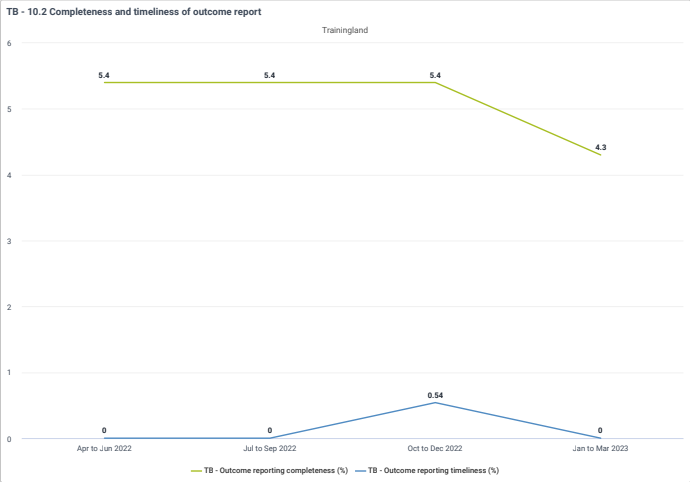 TB - 10.2 Completeness and timeliness of outcome report
Trainingland
6
5.4 5.4 5.4
5
4.3
4
3
2
1
0.54
0 0 0
0
Apr to Jun 2022 Jul to Sep 2022 Oct to Dec 2022 Jan to Mar 2023
TB - Outcome reporting completeness (%) TB - Outcome reporting timeliness (%)